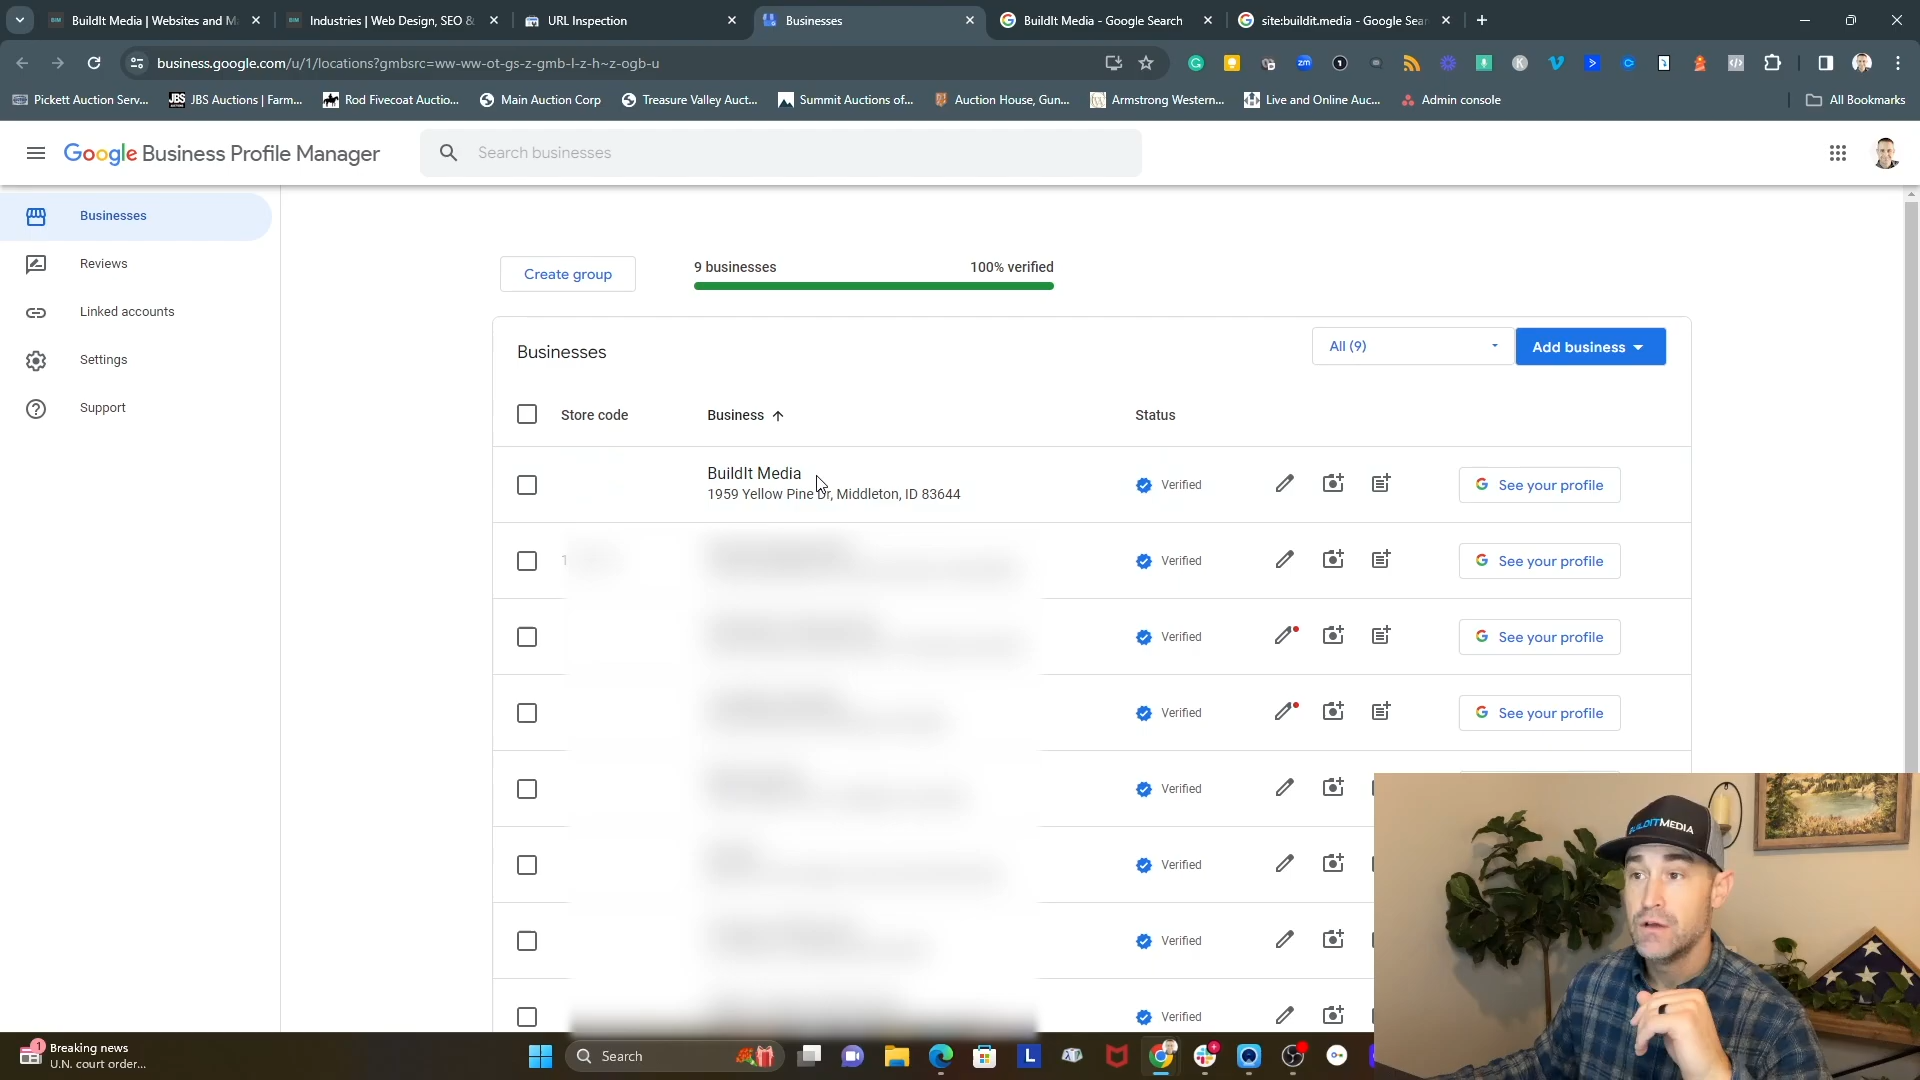 BuildIt Media | Websites and M
Industries | Web Design, SEO &
URL Inspection
Businesses
BuildIt Media - Google Search
site:buildit.media - Google Sear
business.google.com/u/1/locations?gmbsrc=ww-ww-ot-gs-z-gmb-l-z-h~z-ogb-u
Pickett Auction Serv...
JBS Auctions | Farm...
Rod Fivecoat Auctio...
Main Auction Corp
Treasure Valley Auct...
Summit Auctions of...
Auction House, Gun...
Armstrong Western...
Live and Online Auc...
Admin console
All Bookmarks
Google Business Profile Manager
Search businesses
Businesses
Reviews
Linked accounts
Settings
Support
Create group
9 businesses
100% verified
Businesses
All (9)
Add business
Store code
Business
Status
BuildIt Media
1959 Yellow Pine Dr, Middleton, ID 83644
Verified
See your profile
Verified
See your profile
Verified
See your profile
Verified
See your profile
Verified
Verified
Verified
Verified
BUILDITMEDIA
Breaking news
U.N. court order...
Search